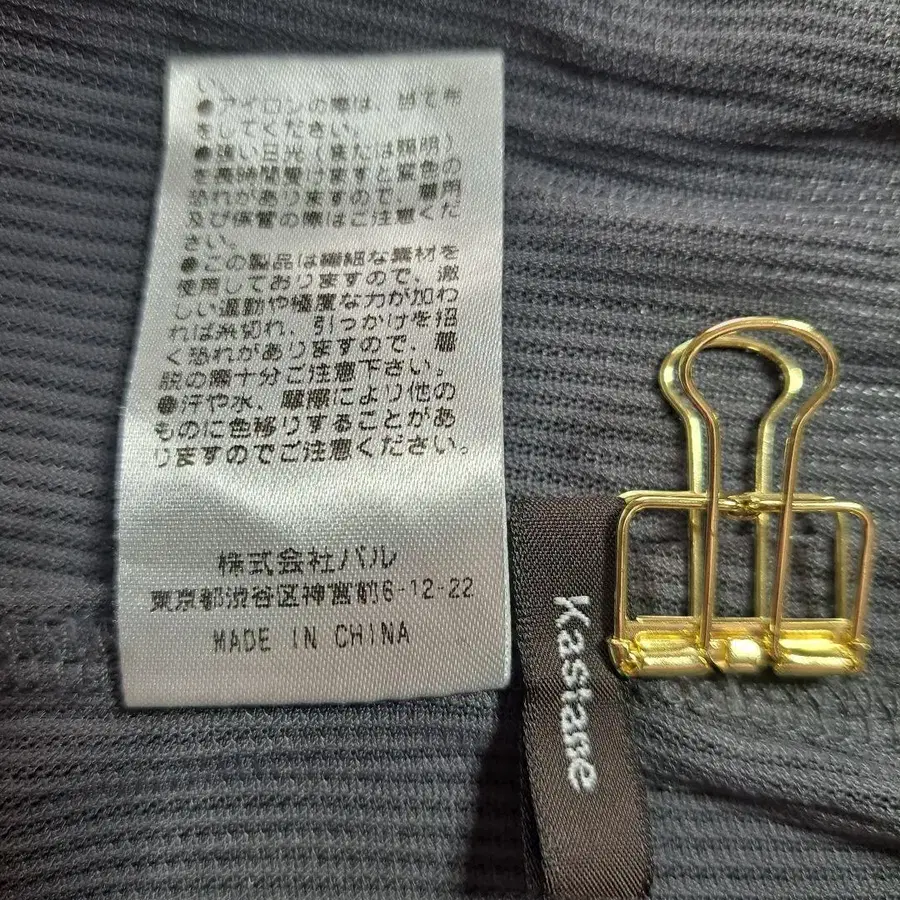 い。
●アイロンの際は、当て布
をしてください。
●強い日光(または照明)
を長時間受けますと変色の
恐れがありますので、着用
及び保管の際はご注意くだ
さい。
●この製品は繊細な素材を
使用しておりますので、激
しい運動や極度な力が加わ
れば糸切れ、引っかけを招
く恐れがありますので、着
脱の際十分ご注意下さい。
●汗や水、摩擦により他の
ものに色移りすることがあ
りますのでご注意ください。
株式会社パル
東京都渋谷区神宮前6-12-22
MADE IN CHINA
Kastane